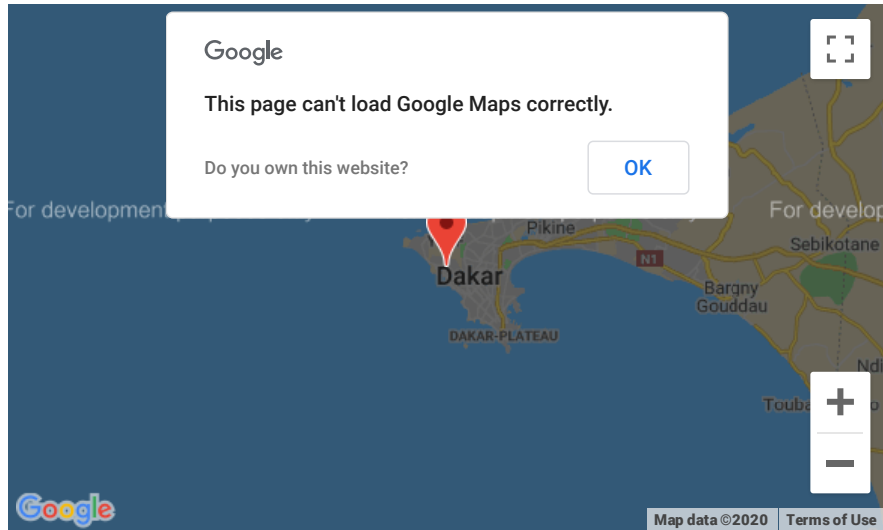 Google
This page can't load Google Maps correctly.
Do you own this website?
OK
For development
For develop
Pikine
Sebikotane
N1
Dakar
Bargny
Gouddau
DAKAR-PLATEAU
Ndi
Touba
Google
Map data ©2020
Terms of Use